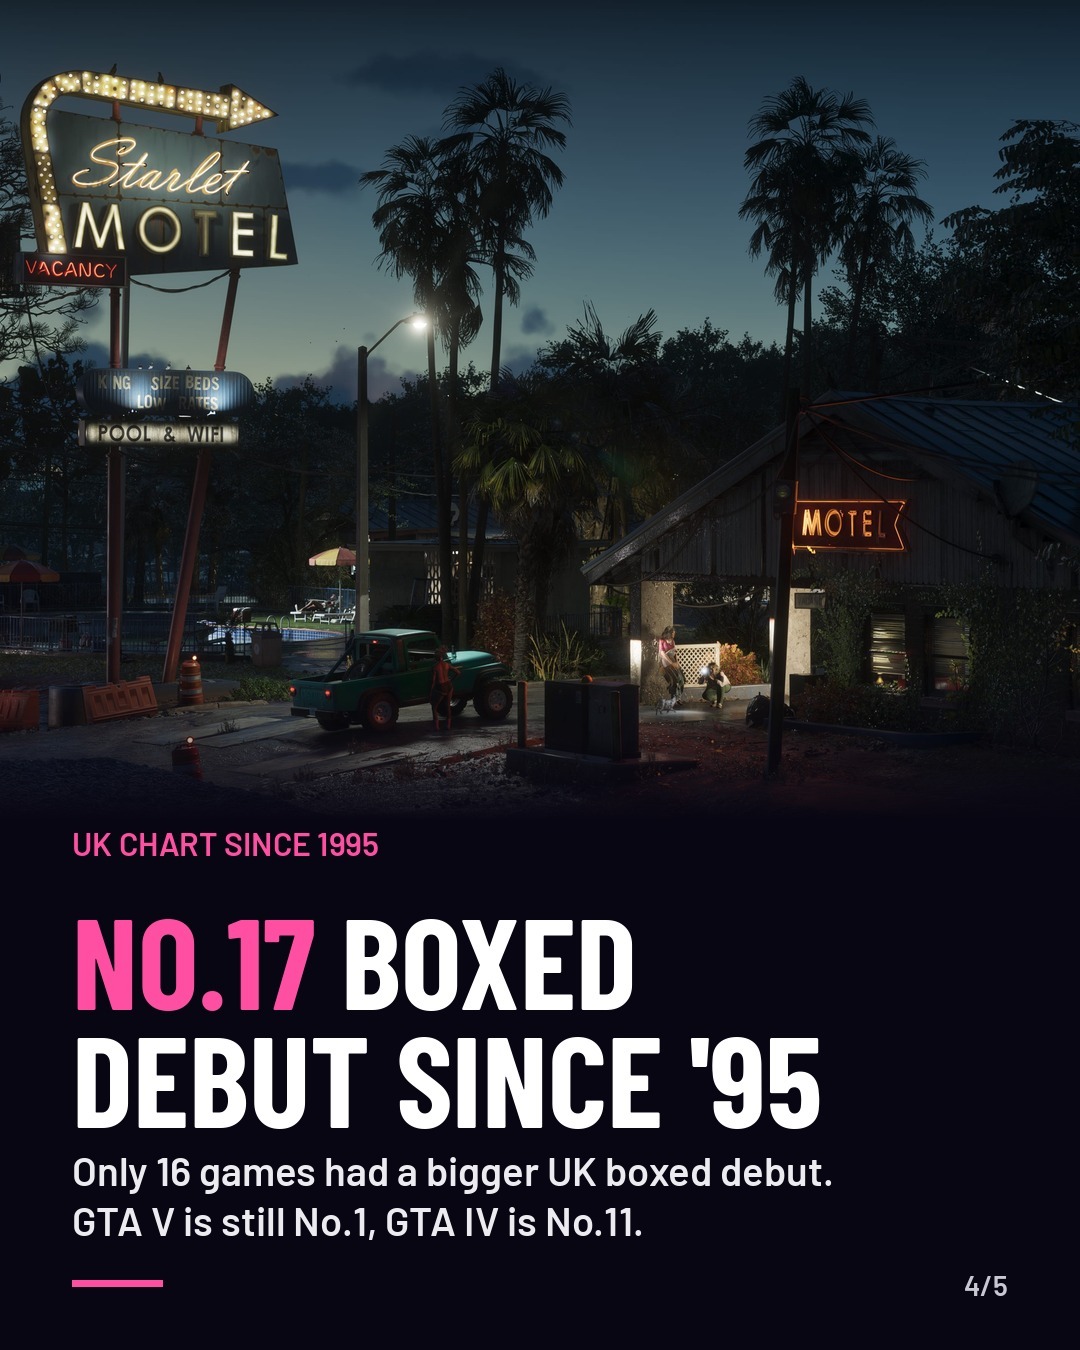 Starlet
MOTEL
VACANCY
KING SIZE BEDS
LOW RATES
POOL & WIFI
MOTEL
UK CHART SINCE 1995
NO.17 BOXED
DEBUT SINCE '95
Only 16 games had a bigger UK boxed debut.
GTA V is still No.1, GTA IV is No.11.
4/5